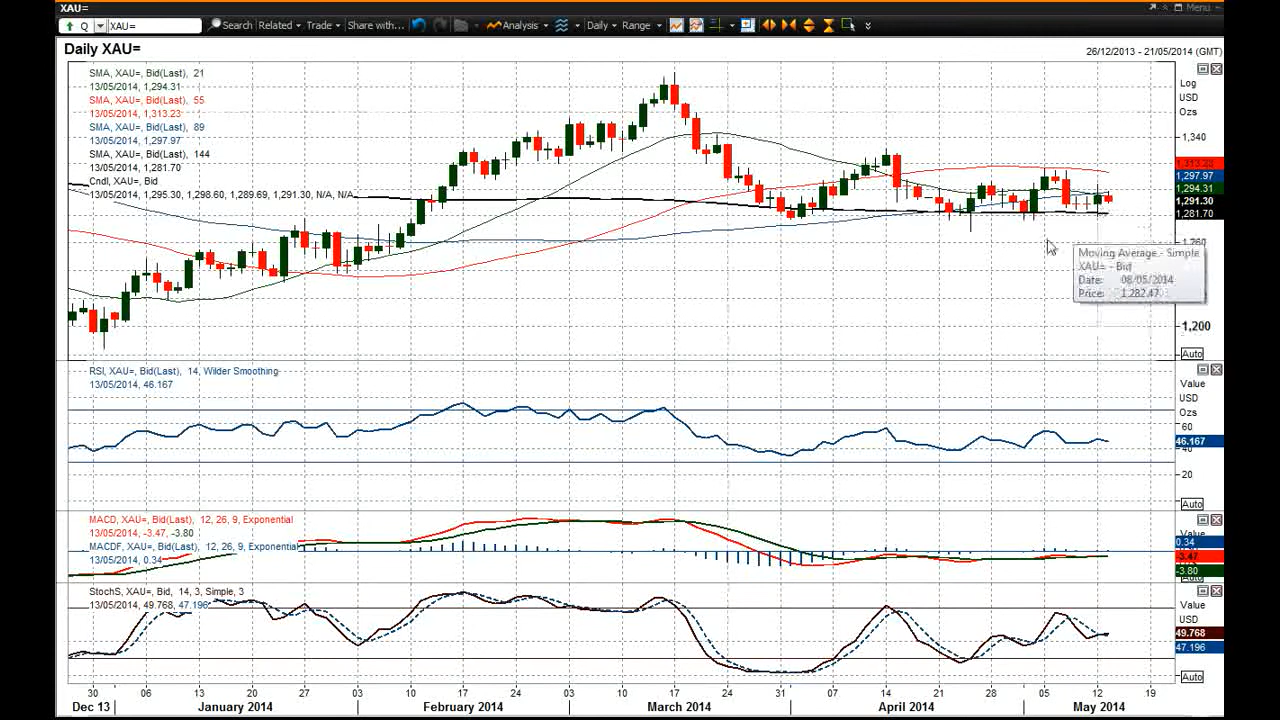 XAU=
Menu
Q XAU= Search Related Trade Share with... Analysis Daily Range
Daily XAU=
26/12/2013 - 21/05/2014 (GMT)
SMA, XAU=, Bid(Last), 21
13/05/2014, 1,294.31
SMA, XAU=, Bid(Last), 55
13/05/2014, 1,313.23
SMA, XAU=, Bid(Last), 89
13/05/2014, 1,297.97
SMA, XAU=, Bid(Last), 144
13/05/2014, 1,281.70
Cndl, XAU=, Bid
13/05/2014, 1,295.30, 1,298.60, 1,289.69, 1,291.30, N/A, N/A
Log
USD
Ozs
1,340
1,313.23
1,297.97
1,294.31
1,291.30
1,281.70
1,260
Moving Average - Simple
XAU= - Bid
Date: 08/05/2014
Price: 1,282.47
1,200
Auto
RSI, XAU=, Bid(Last), 14, Wilder Smoothing
13/05/2014, 46.167
Value
USD
Ozs
60
46.167
40
20
Auto
MACD, XAU=, Bid(Last), 12, 26, 9, Exponential
13/05/2014, -3.47, -3.80
MACDF, XAU=, Bid(Last), 12, 26, 9, Exponential
13/05/2014, 0.34
Value
0.34
-3.47
-3.80
Auto
StochS, XAU=, Bid, 14, 3, Simple, 3
13/05/2014, 49.768, 47.196
Value
USD
49.768
47.196
Auto
30 06 13 20 27 03 10 17 24 03 10 17 24 31 07 14 21 28 05 12 19
Dec 13 January 2014 February 2014 March 2014 April 2014 May 2014